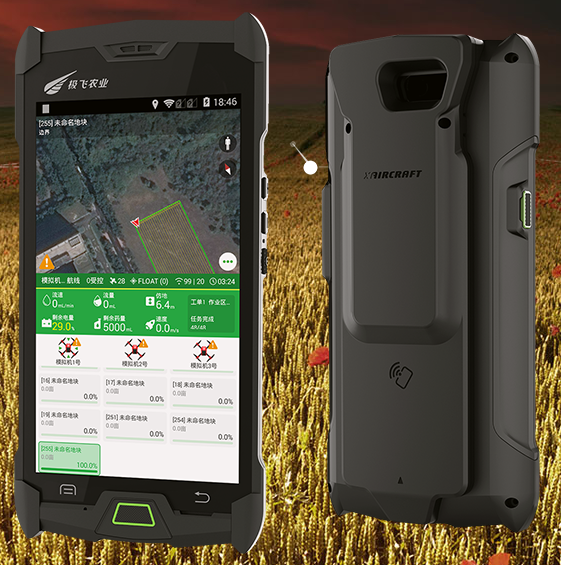 极飞农业
18:46
[255] 未命名地块
边界
模拟机... 航线 0受控 28 FLOAT (0) 99 | 20 03:24
流速 流量 仿地 工单1 作业区...
0 mL/min 0 mL 6.4 m
剩余电量 剩余药量 速度 任务完成
29.0% 5000 mL 0.0 m/s 4R/4R
模拟机1号 模拟机2号 模拟机3号
[16] 未命名地块 [17] 未命名地块 [18] 未命名地块
0.0亩 0.0亩 0.0亩
0.0% 0.0% 0.0%
[19] 未命名地块 [251] 未命名地块 [254] 未命名地块
0.0亩 0.0亩 0.0亩
0.0% 0.0% 0.0%
[255] 未命名地块
0.0亩
100.0%
XAIRCRAFT